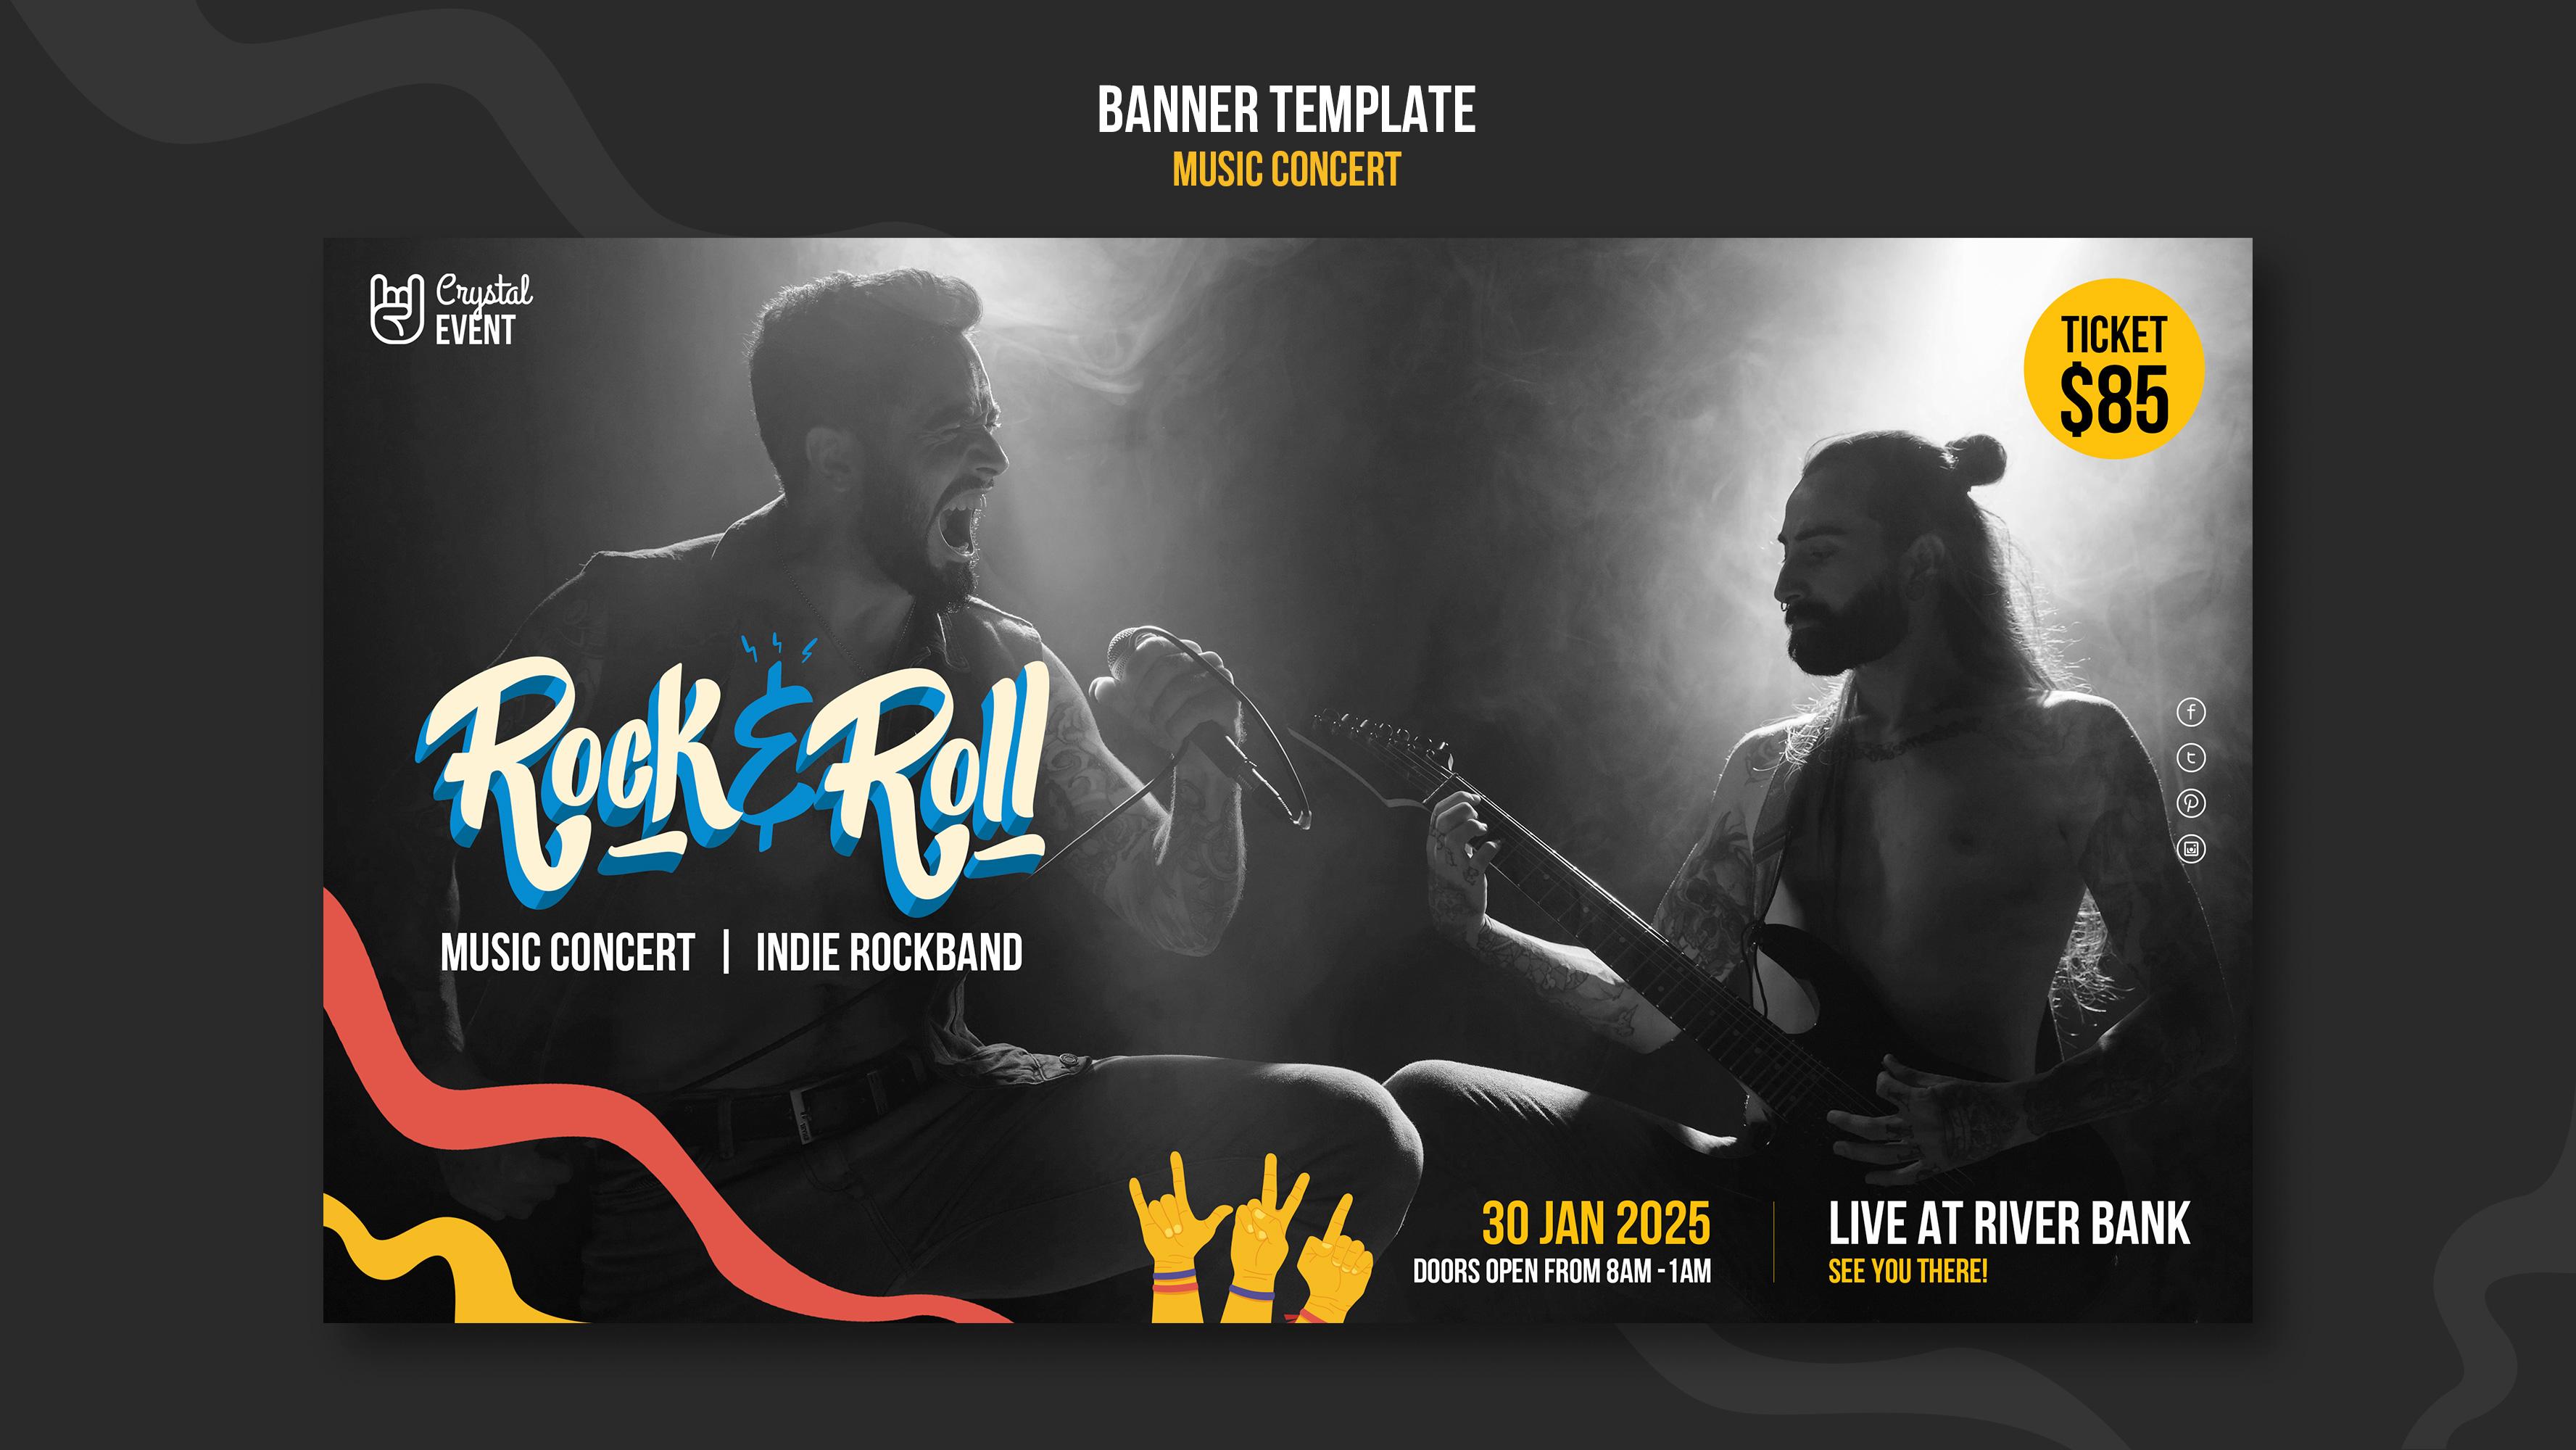 BANNER TEMPLATE
MUSIC CONCERT
Crystal
EVENT
TICKET
$85
Rock & Roll
MUSIC CONCERT | INDIE ROCKBAND
30 JAN 2025
DOORS OPEN FROM 8AM -1AM
LIVE AT RIVER BANK
SEE YOU THERE!